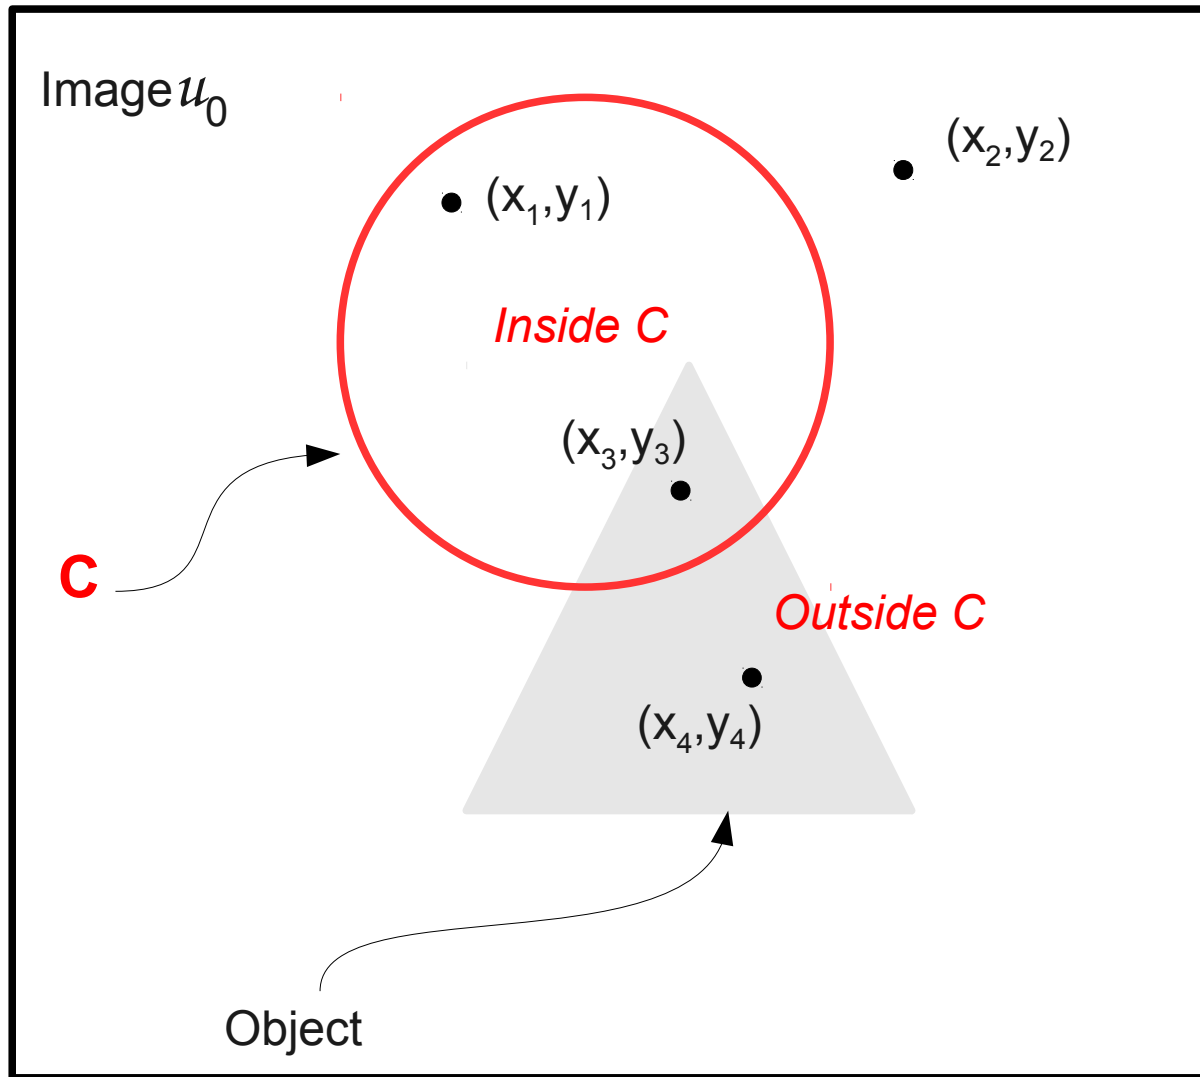 Image u₀
(x₂,y₂)
(x₁,y₁)
Inside C
(x₃,y₃)
C
Outside C
(x₄,y₄)
Object